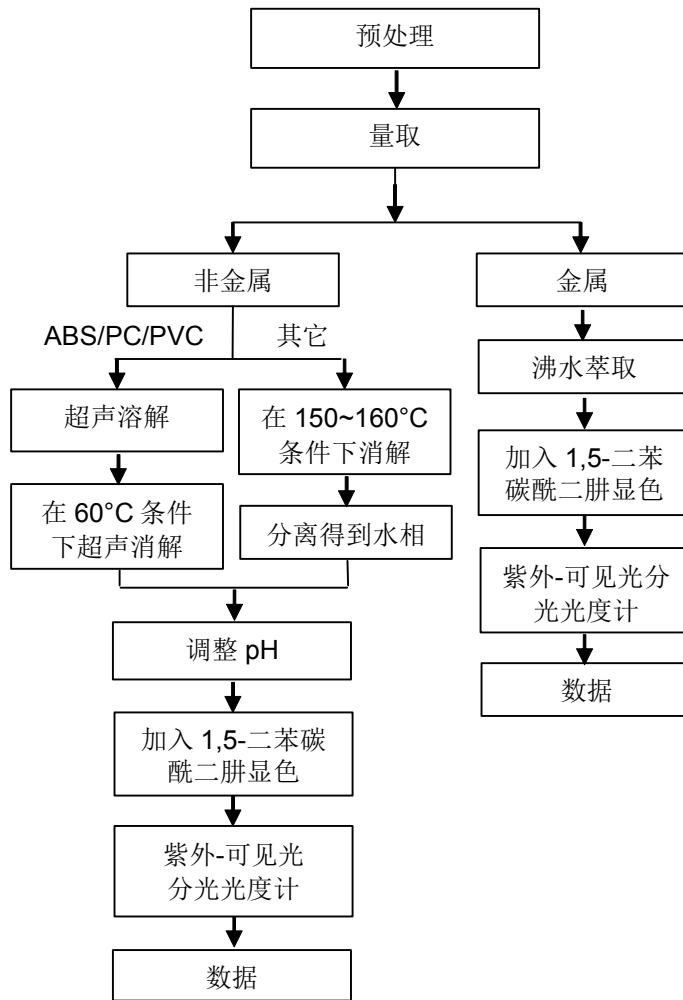 预处理
量取
非金属
金属
ABS/PC/PVC
其它
超声溶解
在 60°C 条件
下超声消解
在 150~160°C
条件下消解
分离得到水相
调整 pH
加入 1,5-二苯碳
酰二肼显色
紫外-可见光
分光光度计
数据
沸水萃取
加入 1,5-二苯
碳酰二肼显色
紫外-可见光分
光光度计
数据